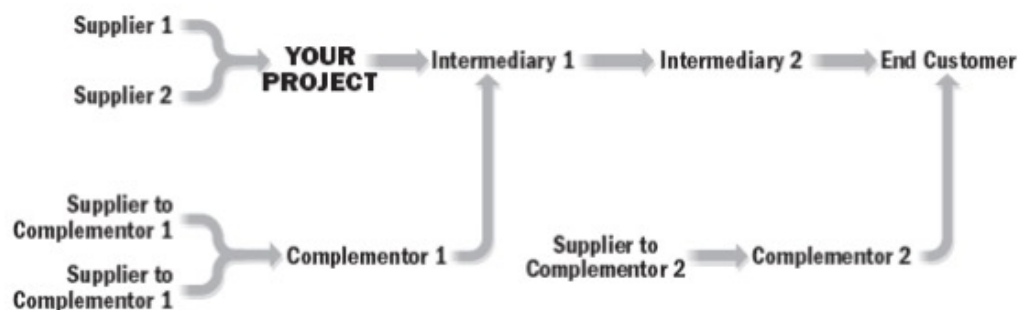 Supplier 1
YOUR
PROJECT
Intermediary 1
Intermediary 2
End Customer
Supplier 2
Supplier to
Complementor 1
Complementor 1
Supplier to
Complementor 2
Complementor 2
Supplier to
Complementor 1